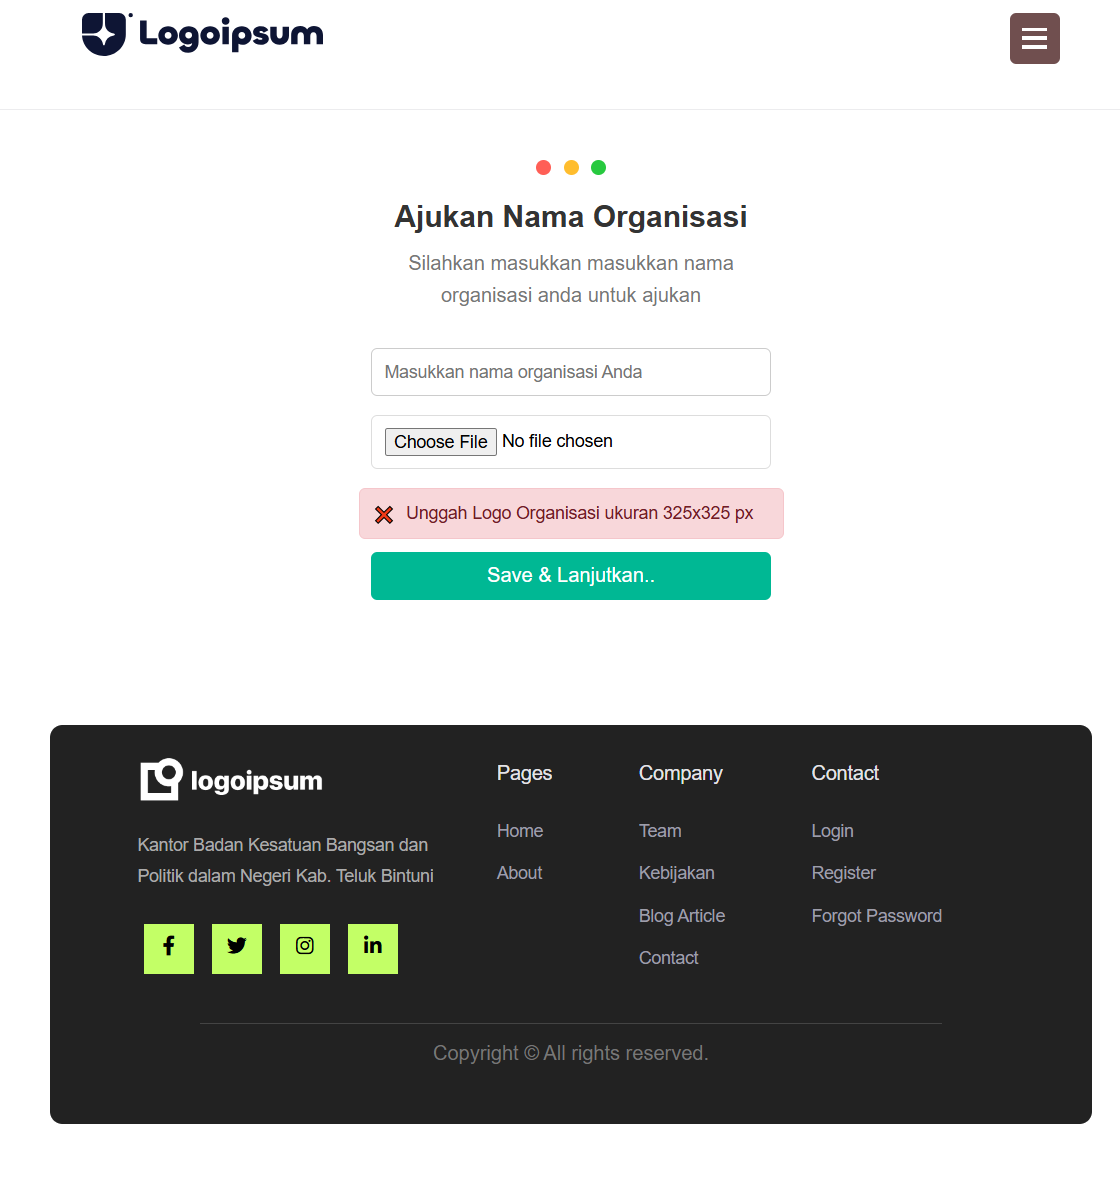 Logoipsum
Ajukan Nama Organisasi
Silahkan masukkan masukkan nama
organisasi anda untuk ajukan
Masukkan nama organisasi Anda
Choose File No file chosen
Unggah Logo Organisasi ukuran 325x325 px
Save & Lanjutkan..
logoipsum
Kantor Badan Kesatuan Bangsan dan
Politik dalam Negeri Kab. Teluk Bintuni
Pages
Home
About
Company
Team
Kebijakan
Blog Article
Contact
Contact
Login
Register
Forgot Password
Copyright © All rights reserved.